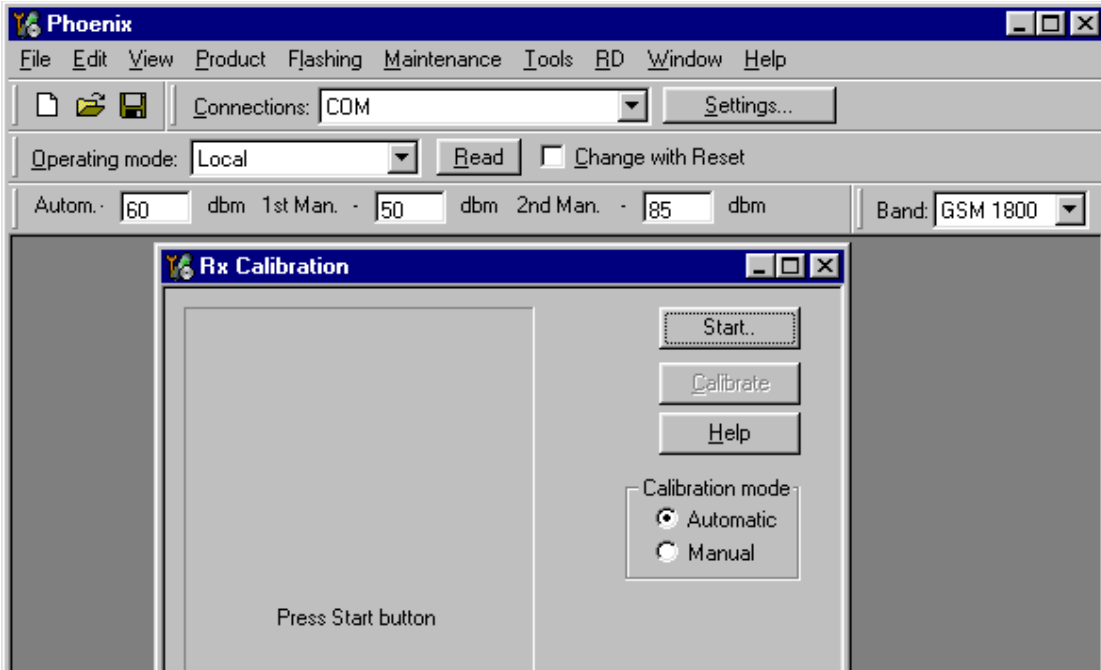 Phoenix
File Edit View Product Flashing Maintenance Tools RD Window Help
Connections: COM Settings...
Operating mode: Local Read Change with Reset
Autom. - 60 dbm 1st Man. - 50 dbm 2nd Man. - 85 dbm Band: GSM 1800
Rx Calibration
Start..
Calibrate
Help
Calibration mode
Automatic
Manual
Press Start button